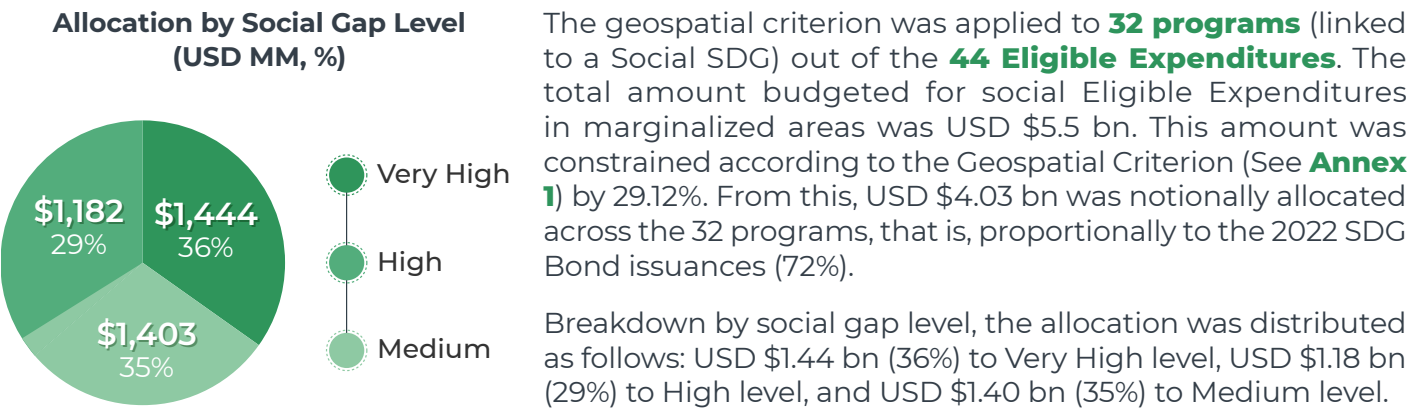 Allocation by Social Gap Level
(USD MM, %)
$1,182
29%
$1,444
36%
$1,403
35%
Very High
High
Medium
The geospatial criterion was applied to 32 programs (linked
to a Social SDG) out of the 44 Eligible Expenditures. The
total amount budgeted for social Eligible Expenditures
in marginalized areas was USD $5.5 bn. This amount was
constrained according to the Geospatial Criterion (See Annex
1) by 29.12%. From this, USD $4.03 bn was notionally allocated
across the 32 programs, that is, proportionally to the 2022 SDG
Bond issuances (72%).
Breakdown by social gap level, the allocation was distributed
as follows: USD $1.44 bn (36%) to Very High level, USD $1.18 bn
(29%) to High level, and USD $1.40 bn (35%) to Medium level.